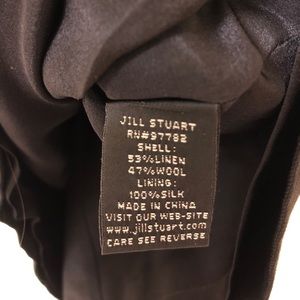 JILL STUART
RN#97782
SHELL:
53%LINEN
47%WOOL
LINING:
100%SILK
MADE IN CHINA
VISIT OUR WEB-SITE
www.jillstuart.com
CARE SEE REVERSE